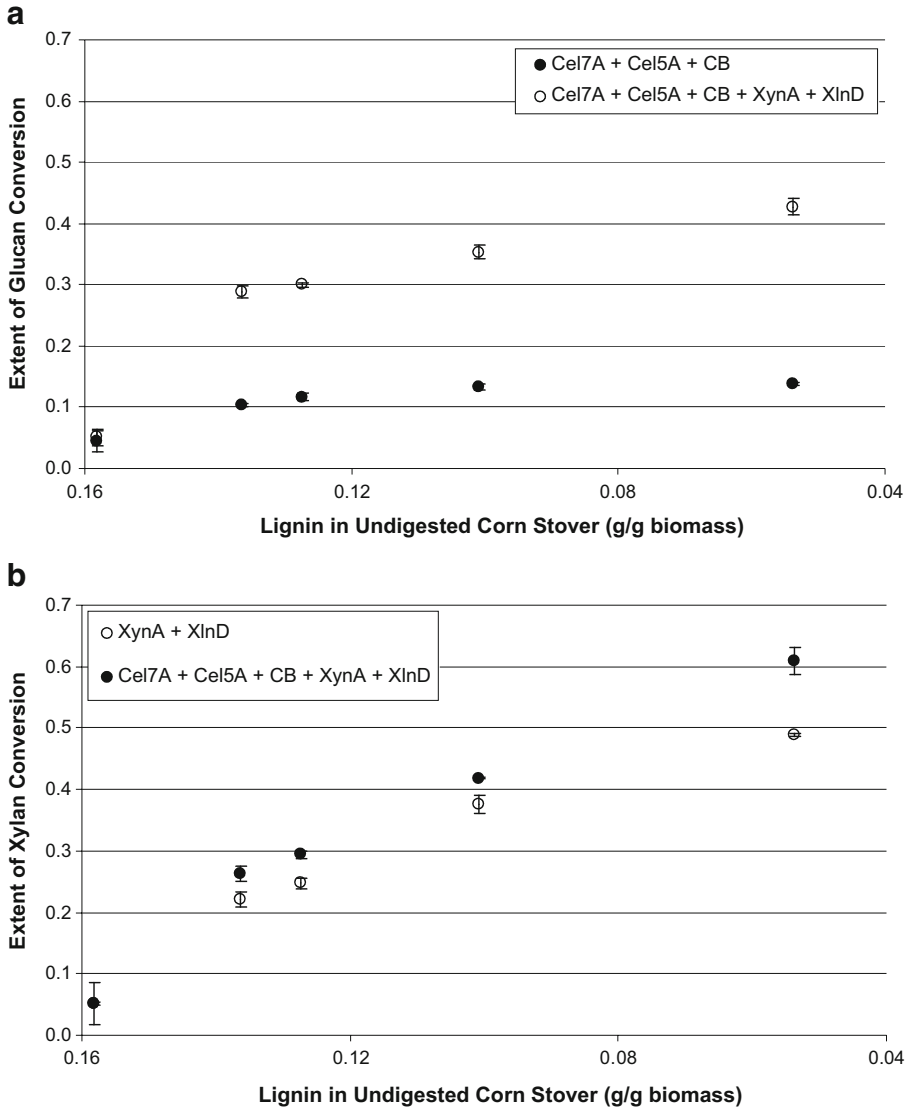 a
0.7
0.6
0.5
0.4
0.3
0.2
0.1
0.0
Extent of Glucan Conversion
Cel7A + Cel5A + CB
Cel7A + Cel5A + CB + XynA + XlnD
0.16
0.12
0.08
0.04
Lignin in Undigested Corn Stover (g/g biomass)
b
0.7
0.6
0.5
0.4
0.3
0.2
0.1
0.0
Extent of Xylan Conversion
XynA + XlnD
Cel7A + Cel5A + CB + XynA + XlnD
0.16
0.12
0.08
0.04
Lignin in Undigested Corn Stover (g/g biomass)